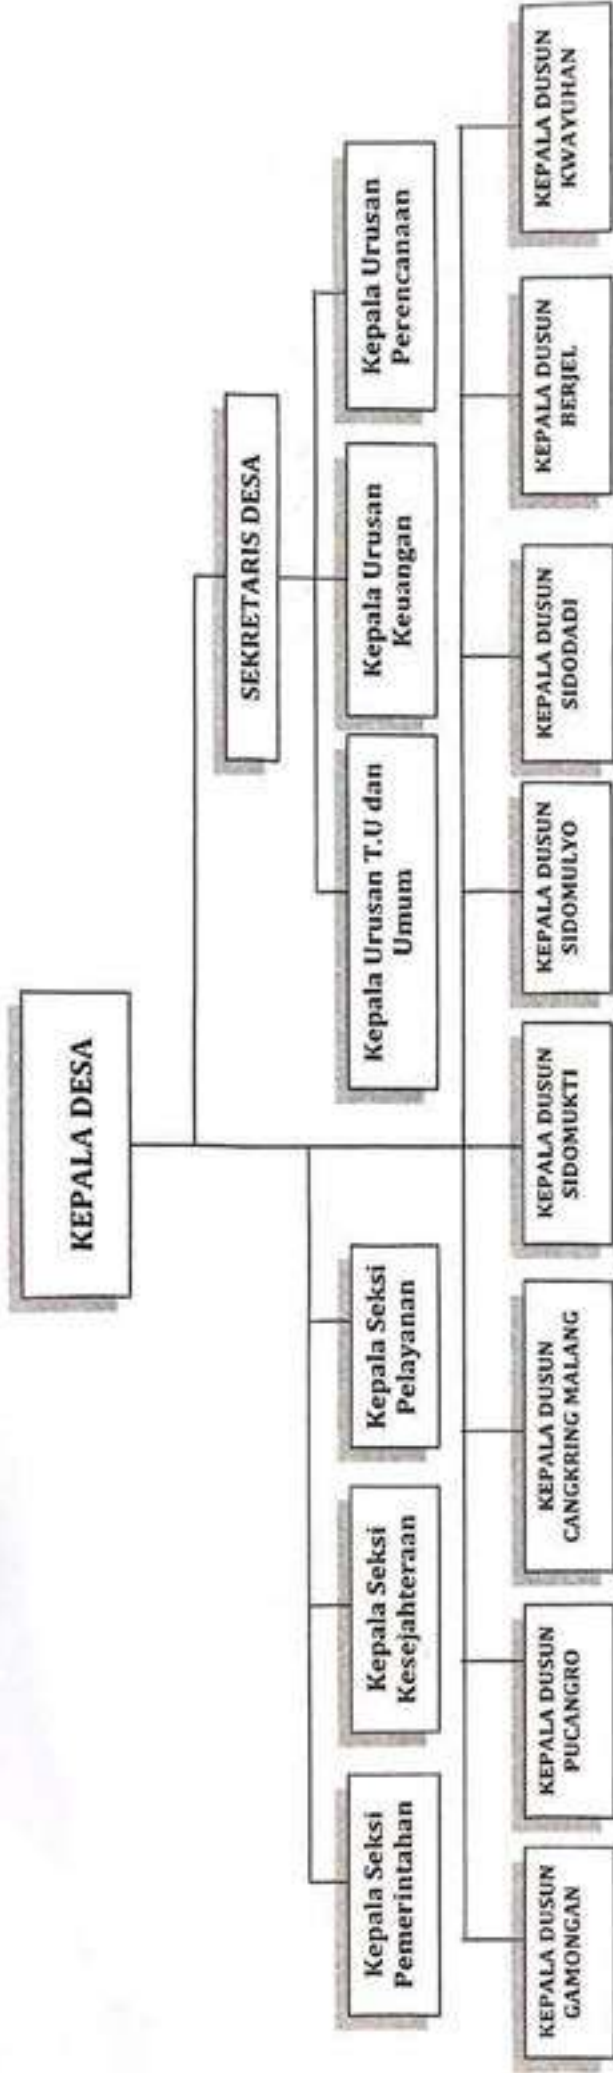 KEPALA DESA
SEKRETARIS DESA
Kepala Seksi
Pemerintahan
Kepala Seksi
Kesejahteraan
Kepala Seksi
Pelayanan
Kepala Urusan T.U dan
Umum
Kepala Urusan
Keuangan
Kepala Urusan
Perencanaan
KEPALA DUSUN
GAMONGAN
KEPALA DUSUN
PUCANGRO
KEPALA DUSUN
CANGKRING MALANG
KEPALA DUSUN
SIDOMUKTI
KEPALA DUSUN
SIDOMULYO
KEPALA DUSUN
SIDODADI
KEPALA DUSUN
BERJEL
KEPALA DUSUN
KWAYUHAN